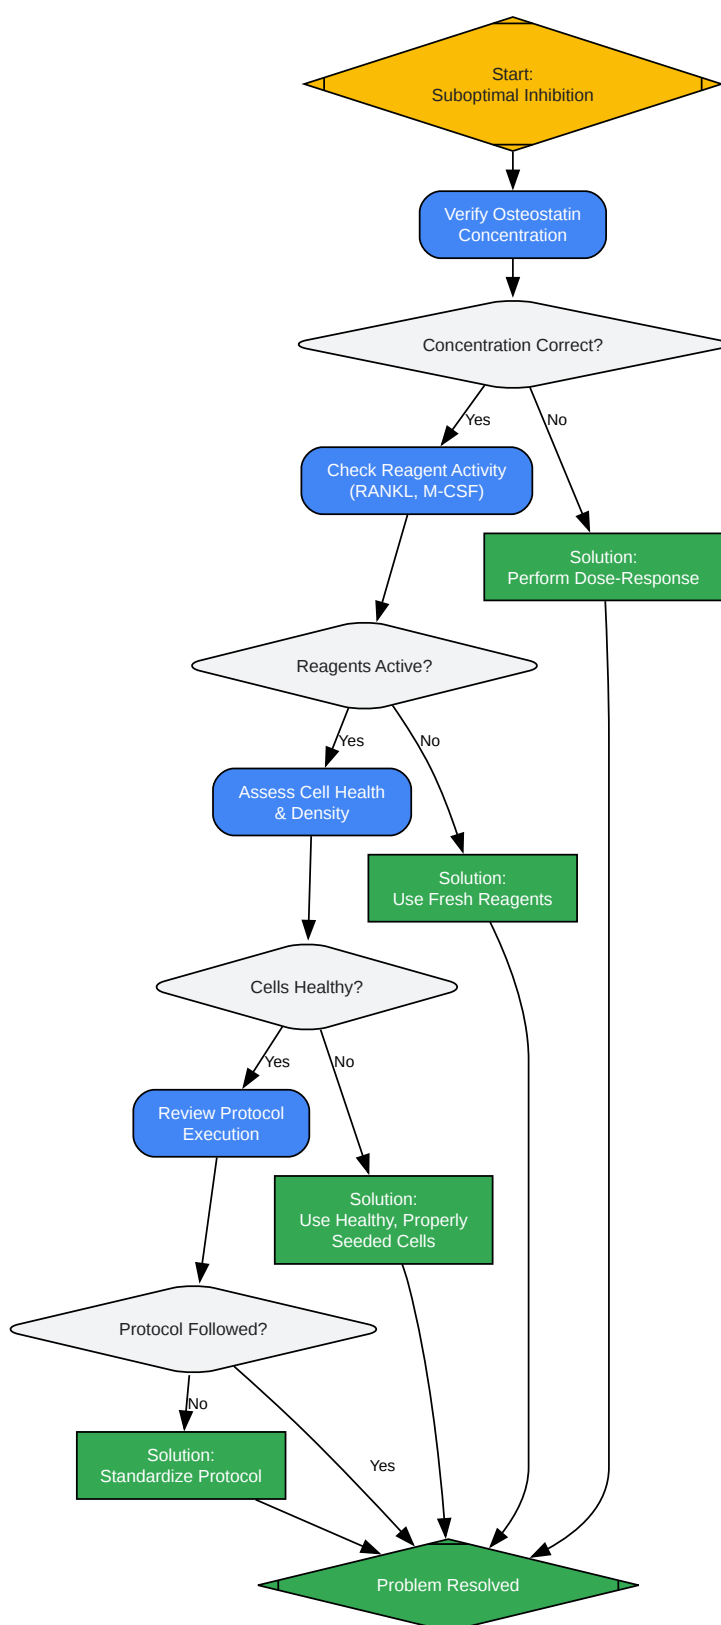 Start:
Suboptimal Inhibition
Verify Osteostatin
Concentration
Concentration Correct?
Yes
No
Check Reagent Activity
(RANKL, M-CSF)
Solution:
Perform Dose-Response
Reagents Active?
Yes
No
Assess Cell Health
& Density
Solution:
Use Fresh Reagents
Cells Healthy?
Yes
No
Review Protocol
Execution
Solution:
Use Healthy, Properly
Seeded Cells
Protocol Followed?
No
Yes
Solution:
Standardize Protocol
Problem Resolved